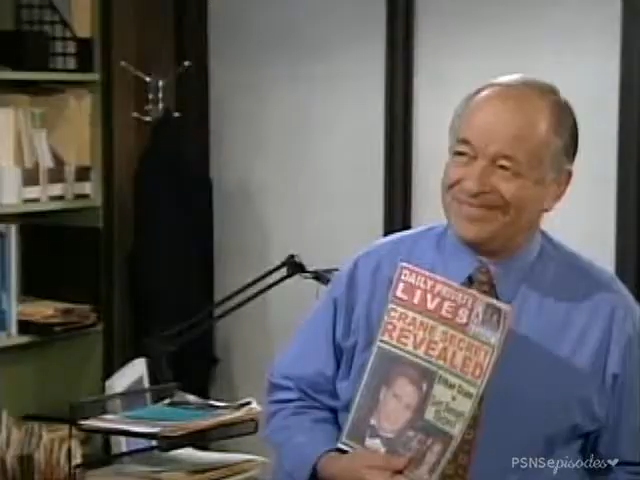 DAILY PRIVATE
LIVES
CRANE SECRET
REVEALED
PSNSepisodes♥